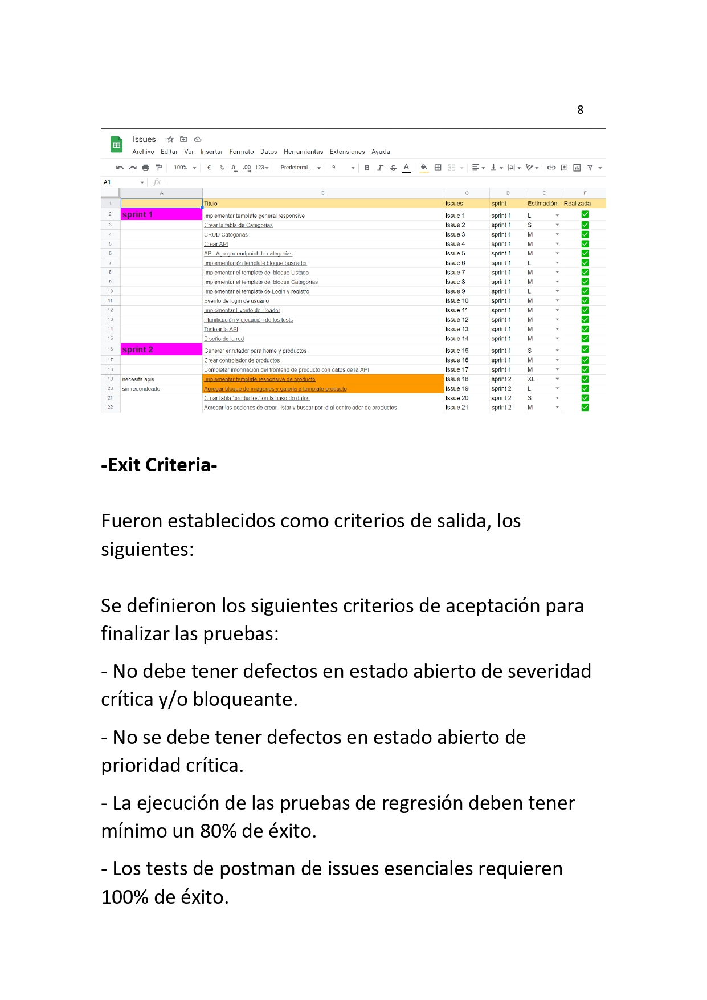 8
Issues
Archivo Editar Ver Insertar Formato Datos Herramientas Extensiones Ayuda
100% € % .0 .00 123 Predetermi... 9 B I S A
A1 fx
A B C D E F
1 Titulo Issues sprint Estimación Realizada
2 sprint 1 Implementar template general responsive Issue 1 sprint 1 L
3 Crear la tabla de Categorías Issue 2 sprint 1 S
4 CRUD Categorias Issue 3 sprint 1 M
5 Crear API Issue 4 sprint 1 M
6 API: Agregar endpoint de categorías Issue 5 sprint 1 M
7 Implementación template bloque buscador Issue 6 sprint 1 L
8 Implementar el template del bloque Listado Issue 7 sprint 1 M
9 Implementar el template del bloque Categorías Issue 8 sprint 1 M
10 Implementar el template de Login y registro Issue 9 sprint 1 L
11 Evento de login de usuário Issue 10 sprint 1 M
12 Implementar Evento de Header Issue 11 sprint 1 M
13 Planificación y ejecución de los tests Issue 12 sprint 1 M
14 Testear la API Issue 13 sprint 1 M
15 Diseño de la red Issue 14 sprint 1 M
16 sprint 2 Generar enrutador para home y productos Issue 15 sprint 1 S
17 Crear controlador de productos Issue 16 sprint 1 M
18 Completar información del frontend de producto con datos de la API Issue 17 sprint 1 M
19 necesita apis Implementar template responsive de producto Issue 18 sprint 2 XL
20 sin redondeado Agregar bloque de imágenes y galería a template producto Issue 19 sprint 2 L
21 Crear tabla "productos" en la base de datos Issue 20 sprint 2 S
22 Agregar las acciones de crear, listar y buscar por id al controlador de productos Issue 21 sprint 2 M
-Exit Criteria-
Fueron establecidos como criterios de salida, los
siguientes:
Se definieron los siguientes criterios de aceptación para
finalizar las pruebas:
- No debe tener defectos en estado abierto de severidad
crítica y/o bloqueante.
- No se debe tener defectos en estado abierto de
prioridad crítica.
- La ejecución de las pruebas de regresión deben tener
mínimo un 80% de éxito.
- Los tests de postman de issues esenciales requieren
100% de éxito.